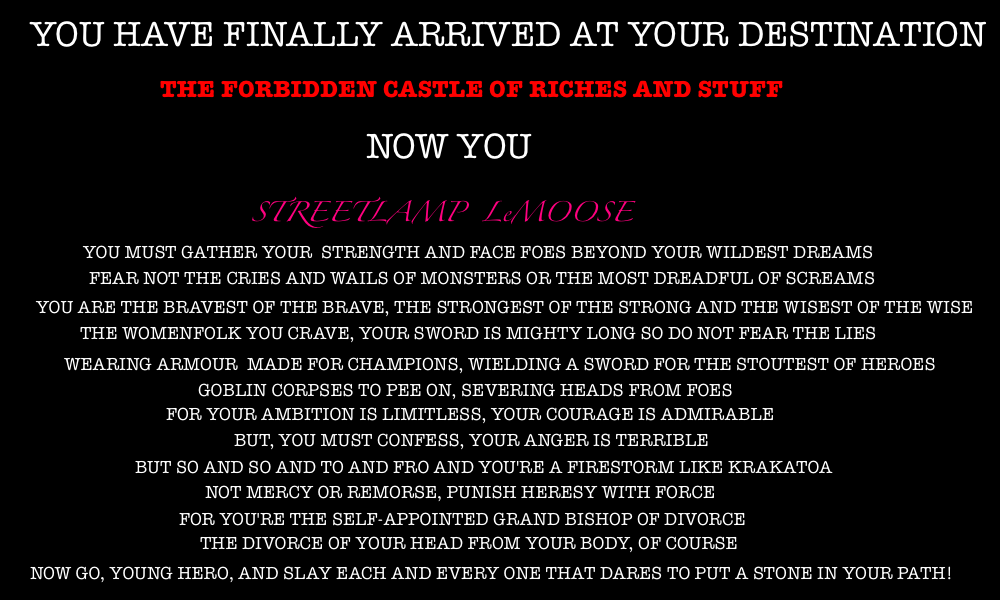 YOU HAVE FINALLY ARRIVED AT YOUR DESTINATION
THE FORBIDDEN CASTLE OF RICHES AND STUFF
NOW YOU
STREETLAMP LeMOOSE
YOU MUST GATHER YOUR STRENGTH AND FACE FOES BEYOND YOUR WILDEST DREAMS
FEAR NOT THE CRIES AND WAILS OF MONSTERS OR THE MOST DREADFUL OF SCREAMS
YOU ARE THE BRAVEST OF THE BRAVE, THE STRONGEST OF THE STRONG AND THE WISEST OF THE WISE
THE WOMENFOLK YOU CRAVE, YOUR SWORD IS MIGHTY LONG SO DO NOT FEAR THE LIES
WEARING ARMOUR MADE FOR CHAMPIONS, WIELDING A SWORD FOR THE STOUTEST OF HEROES
GOBLIN CORPSES TO PEE ON, SEVERING HEADS FROM FOES
FOR YOUR AMBITION IS LIMITLESS, YOUR COURAGE IS ADMIRABLE
BUT, YOU MUST CONFESS, YOUR ANGER IS TERRIBLE
BUT SO AND SO AND TO AND FRO AND YOU'RE A FIRESTORM LIKE KRAKATOA
NOT MERCY OR REMORSE, PUNISH HERESY WITH FORCE
FOR YOU'RE THE SELF-APPOINTED GRAND BISHOP OF DIVORCE
THE DIVORCE OF YOUR HEAD FROM YOUR BODY, OF COURSE
NOW GO, YOUNG HERO, AND SLAY EACH AND EVERY ONE THAT DARES TO PUT A STONE IN YOUR PATH!